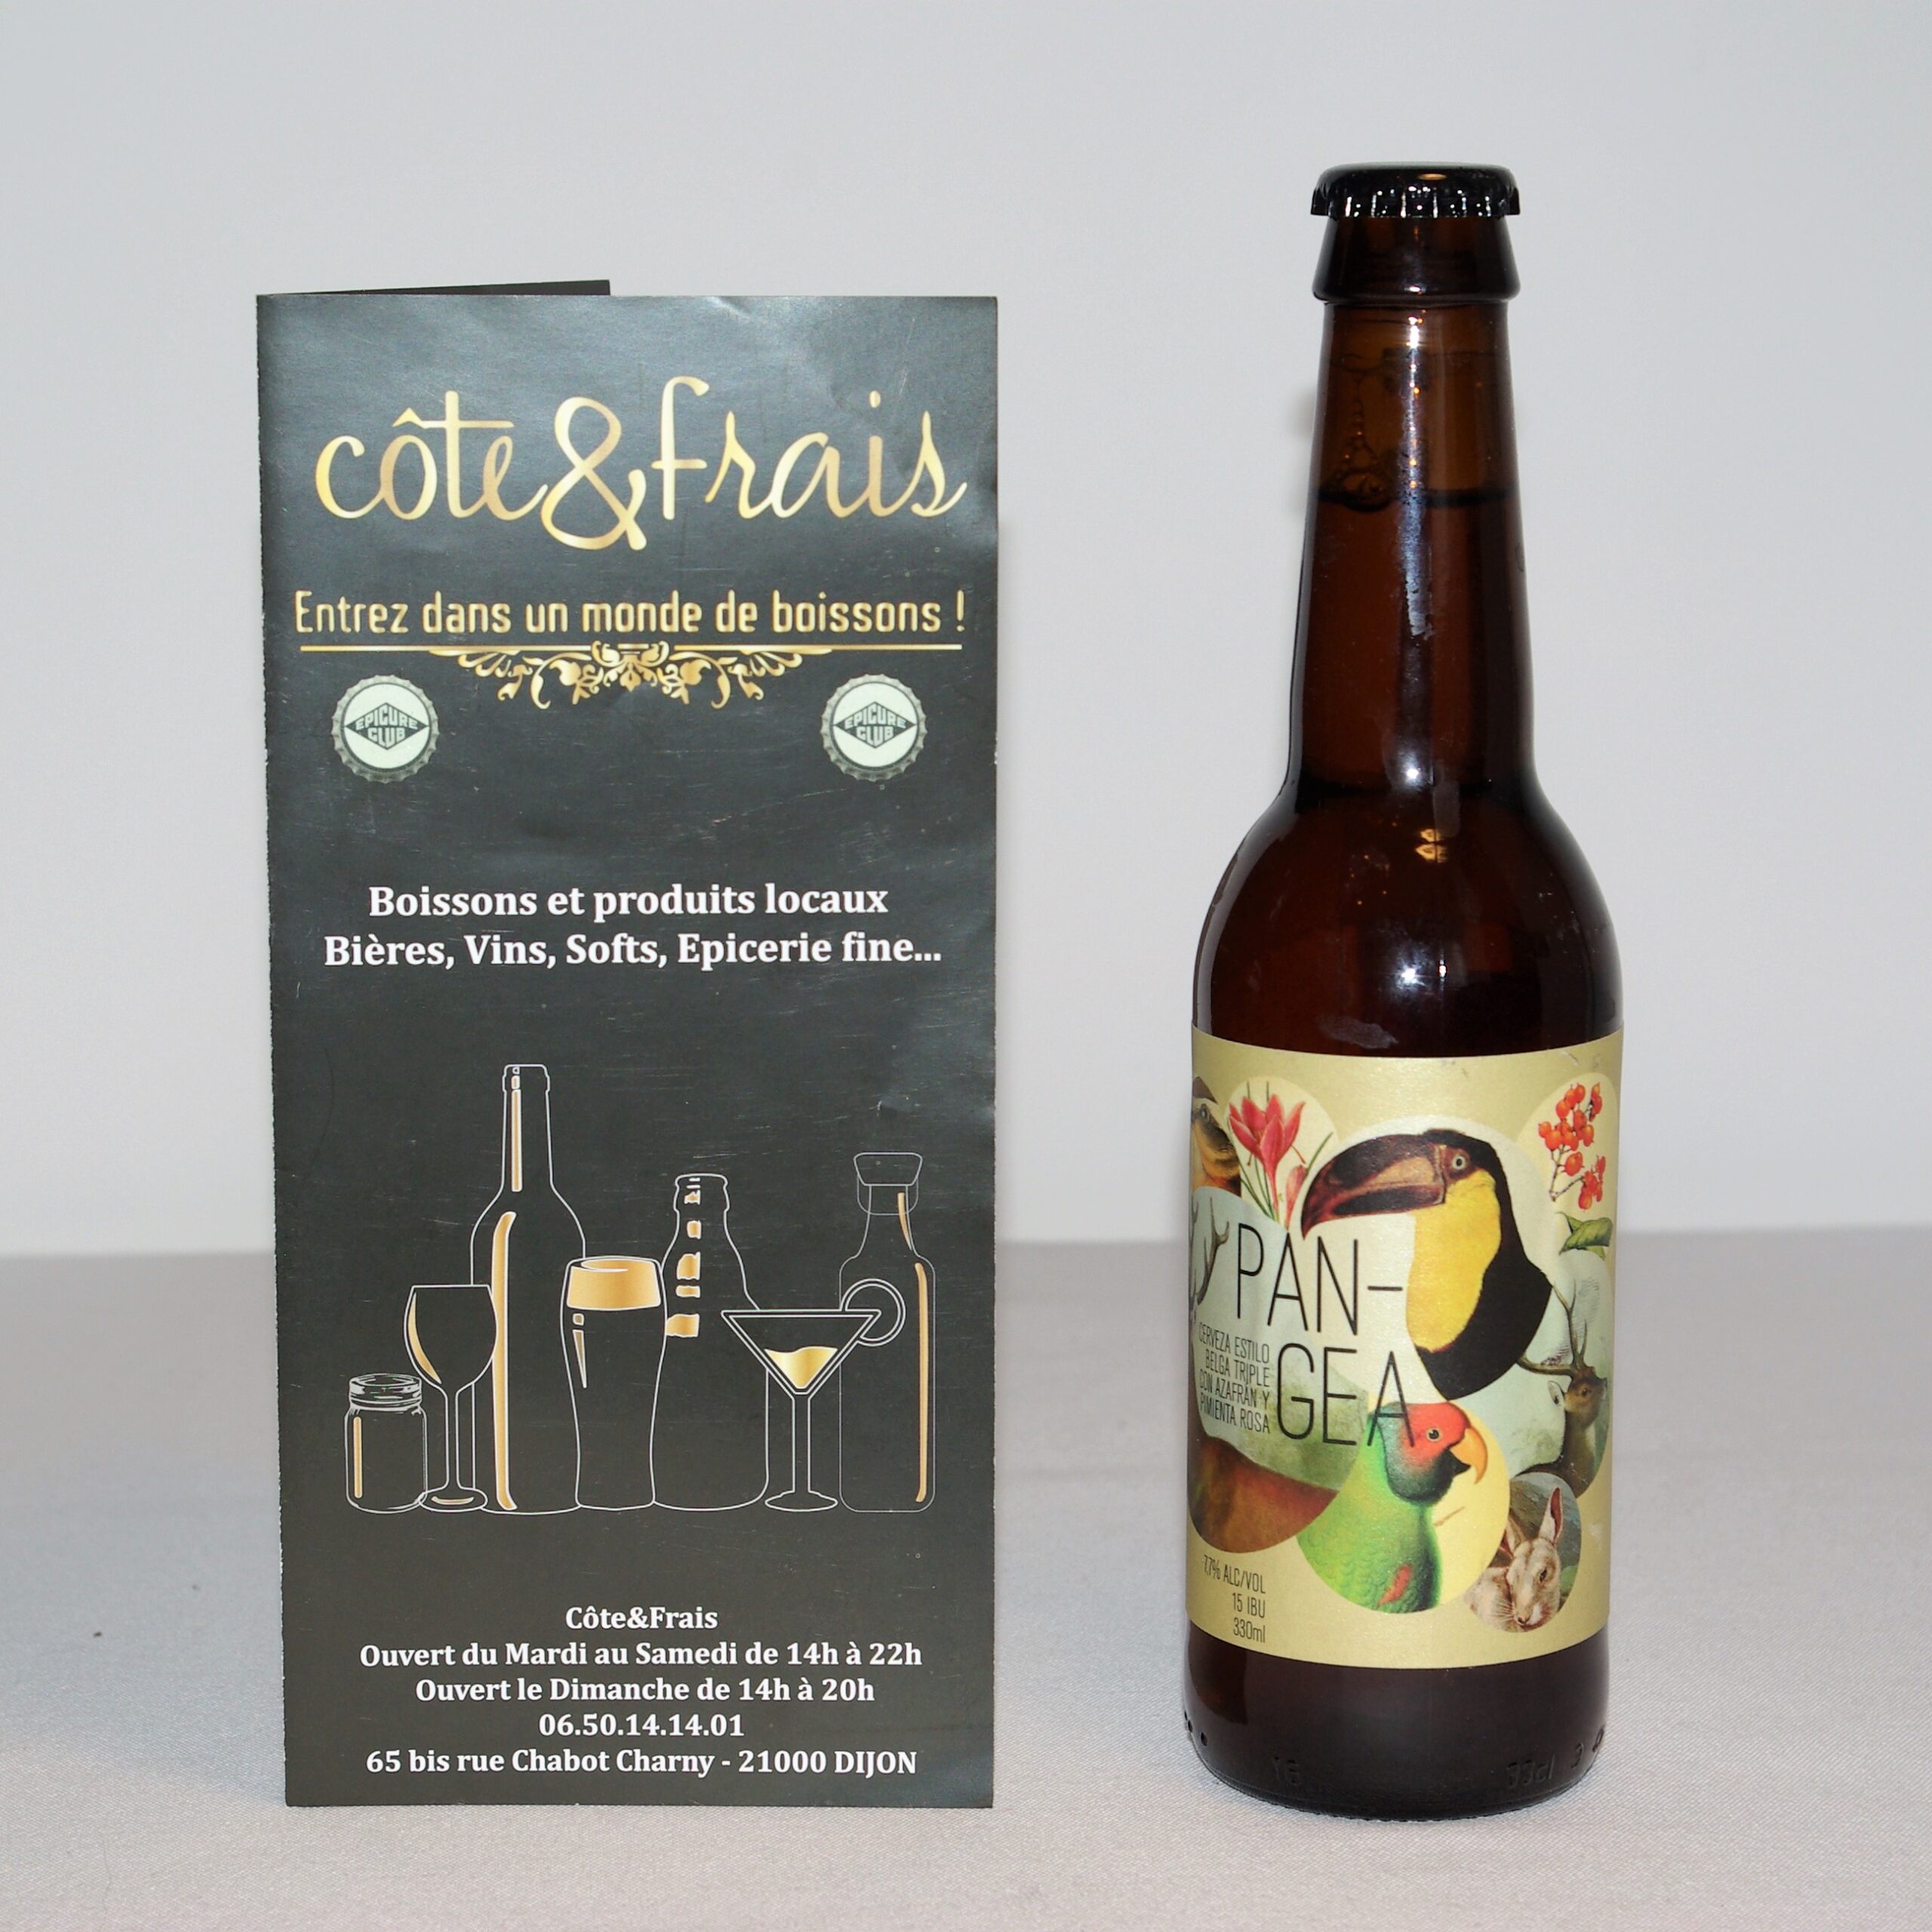 côte&frais
Entrez dans un monde de boissons !
EPICURE
CLUB
EPICURE
CLUB
Boissons et produits locaux
Bières, Vins, Softs, Epicerie fine...
Côte&Frais
Ouvert du Mardi au Samedi de 14h à 22h
Ouvert le Dimanche de 14h à 20h
06.50.14.14.01
65 bis rue Chabot Charny - 21000 DIJON
PAN-
GEA
CERVEZA ESTILO
BELGA TRIPLE
CON AZAFRÁN Y
PIMIENTA ROSA
7,7% ALC/VOL
15 IBU
330ml